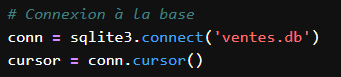 # Connexion à la base
conn = sqlite3.connect('ventes.db')
cursor = conn.cursor()